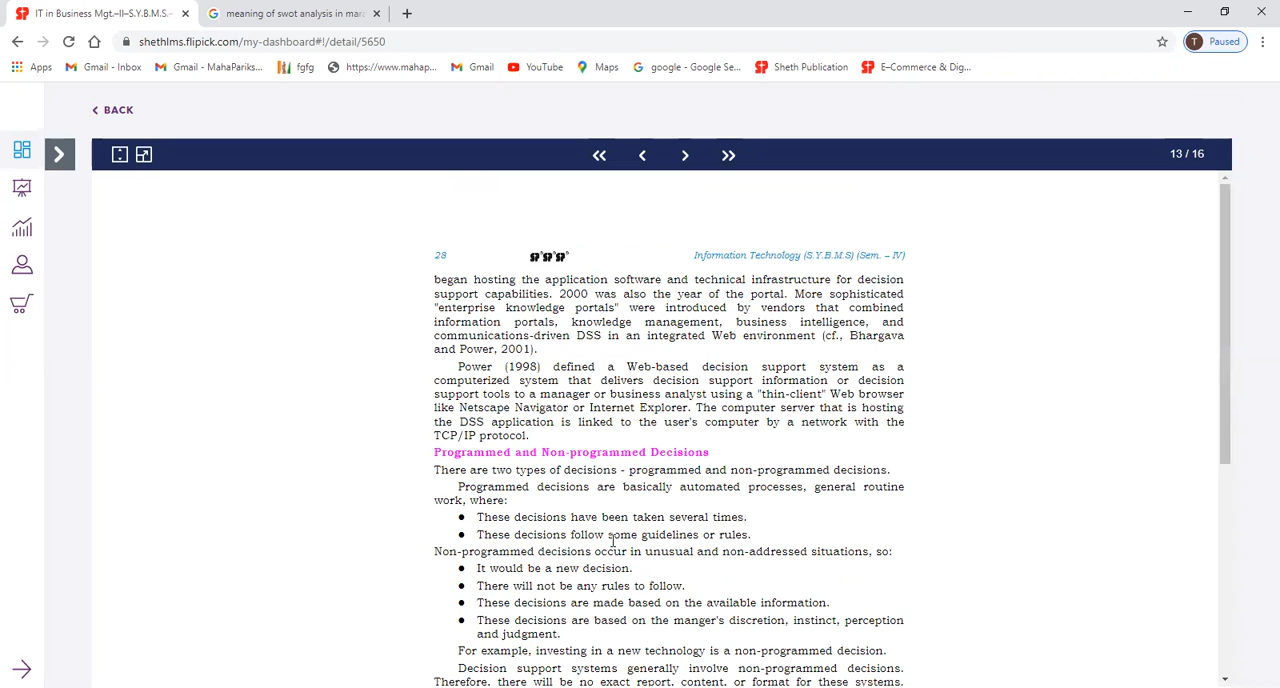 IT in Business Mgt.–II–S.Y.B.M.S.-
meaning of swot analysis in mar
shethlms.flipick.com/my-dashboard#!/detail/5650
T Paused
Apps Gmail - Inbox Gmail - MahaPariks... fgfg https://www.mahap... Gmail YouTube Maps google - Google Se... Sheth Publication E–Commerce & Dig...
BACK
13 / 16
28 Information Technology (S.Y.B.M.S) (Sem. – IV)
began hosting the application software and technical infrastructure for decision
support capabilities. 2000 was also the year of the portal. More sophisticated
"enterprise knowledge portals" were introduced by vendors that combined
information portals, knowledge management, business intelligence, and
communications-driven DSS in an integrated Web environment (cf., Bhargava
and Power, 2001).
Power (1998) defined a Web-based decision support system as a
computerized system that delivers decision support information or decision
support tools to a manager or business analyst using a "thin-client" Web browser
like Netscape Navigator or Internet Explorer. The computer server that is hosting
the DSS application is linked to the user's computer by a network with the
TCP/IP protocol.
Programmed and Non-programmed Decisions
There are two types of decisions - programmed and non-programmed decisions.
Programmed decisions are basically automated processes, general routine
work, where:
● These decisions have been taken several times.
● These decisions follow some guidelines or rules.
Non-programmed decisions occur in unusual and non-addressed situations, so:
● It would be a new decision.
● There will not be any rules to follow.
● These decisions are made based on the available information.
● These decisions are based on the manger's discretion, instinct, perception
and judgment.
For example, investing in a new technology is a non-programmed decision.
Decision support systems generally involve non-programmed decisions.
Therefore, there will be no exact report, content, or format for these systems.